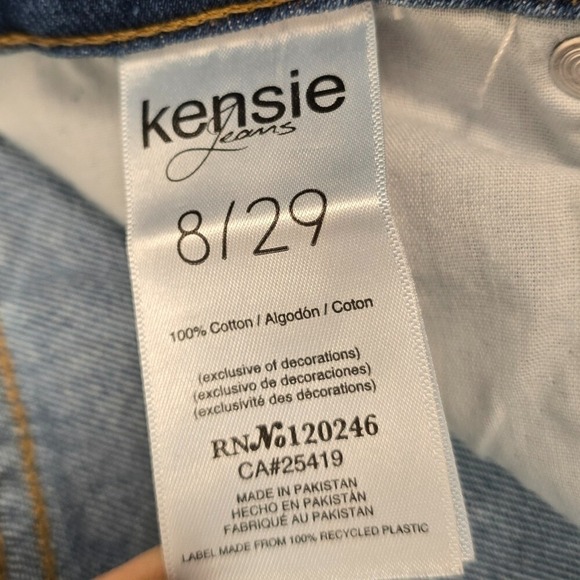 kensie
Jeans
8/29
100% Cotton / Algodón / Coton
(exclusive of decorations)
(exclusivo de decoraciones)
(exclusivité des décorations)
RN№120246
CA#25419
MADE IN PAKISTAN
HECHO EN PAKISTÁN
FABRIQUÉ AU PAKISTAN
LABEL MADE FROM 100% RECYCLED PLASTIC